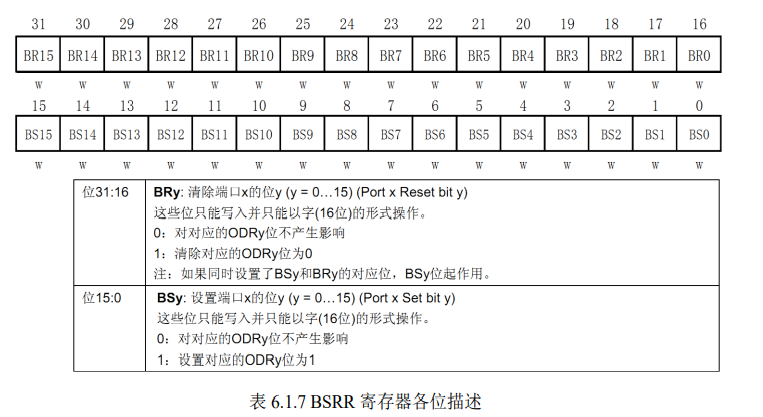 31 30 29 28 27 26 25 24 23 22 21 20 19 18 17 16
BR15 BR14 BR13 BR12 BR11 BR10 BR9 BR8 BR7 BR6 BR5 BR4 BR3 BR2 BR1 BR0
w w w w w w w w w w w w w w w w
15 14 13 12 11 10 9 8 7 6 5 4 3 2 1 0
BS15 BS14 BS13 BS12 BS11 BS10 BS9 BS8 BS7 BS6 BS5 BS4 BS3 BS2 BS1 BS0
w w w w w w w w w w w w w w w w
位31:16 BRy: 清除端口x的位y (y = 0…15) (Port x Reset bit y)
这些位只能写入并只能以字(16位)的形式操作。
0：对对应的ODRy位不产生影响
1：清除对应的ODRy位为0
注：如果同时设置了BSy和BRy的对应位，BSy位起作用。
位15:0 BSy: 设置端口x的位y (y = 0…15) (Port x Set bit y)
这些位只能写入并只能以字(16位)的形式操作。
0：对对应的ODRy位不产生影响
1：设置对应的ODRy位为1
表 6.1.7 BSRR 寄存器各位描述